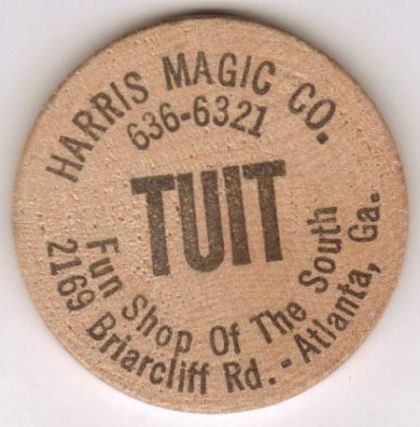 HARRIS MAGIC CO.
636-6321
TUIT
Fun Shop Of The South
2169 Briarcliff Rd. - Atlanta, Ga.